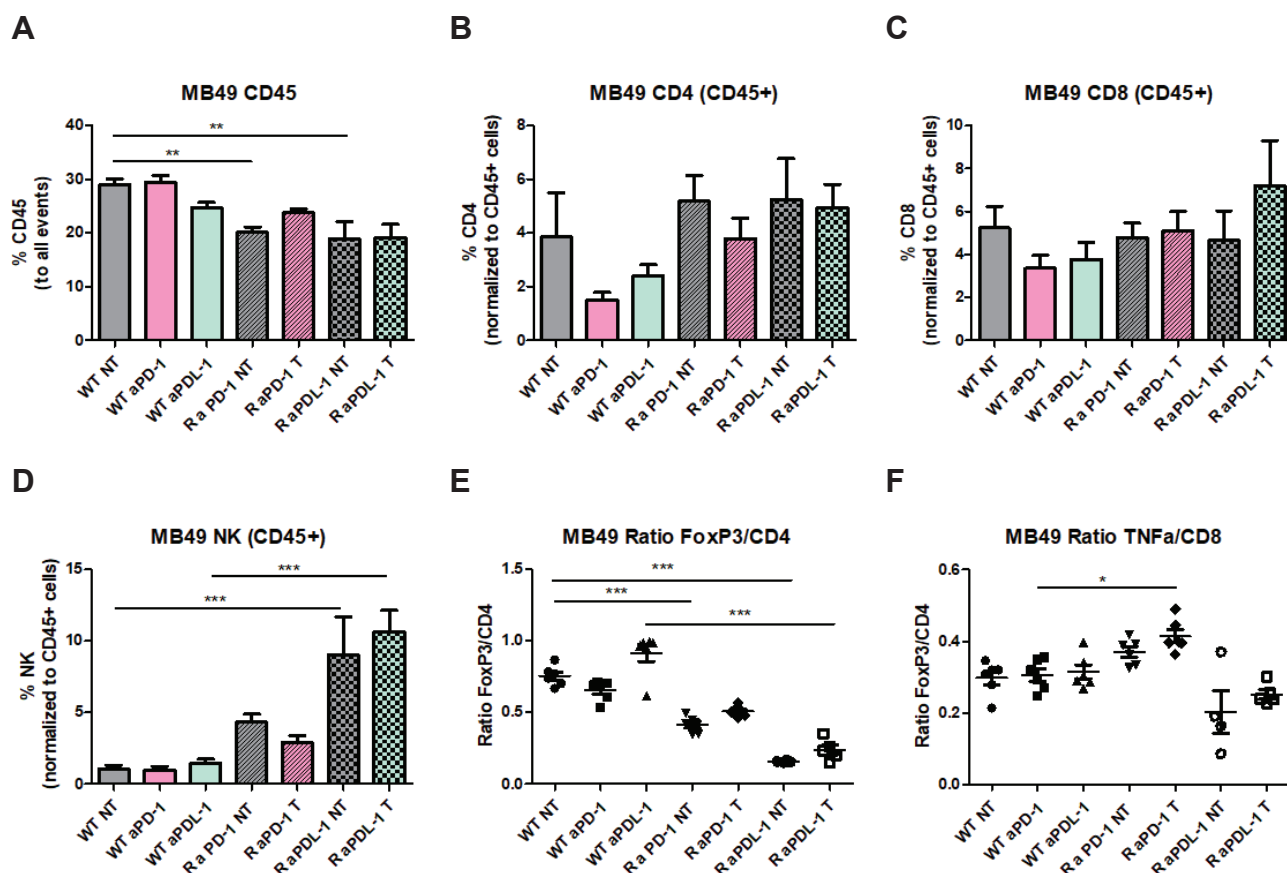 A
MB49 CD45
% CD45
(to all events)
40
30
20
10
0
**
**
WT NT
WT aPD-1
WT aPDL-1
Ra PD-1 NT
RaPD-1 T
RaPDL-1 NT
RaPDL-1 T
B
MB49 CD4 (CD45+)
% CD4
(normalized to CD45+ cells)
8
6
4
2
0
WT NT
WT aPD-1
WT aPDL-1
Ra PD-1 NT
RaPD-1 T
RaPDL-1 NT
RaPDL-1 T
C
MB49 CD8 (CD45+)
% CD8
(normalized to CD45+ cells)
10
8
6
4
2
0
WT NT
WT aPD-1
WT aPDL-1
Ra PD-1 NT
RaPD-1 T
RaPDL-1 NT
RaPDL-1 T
D
MB49 NK (CD45+)
% NK
(normalized to CD45+ cells)
15
10
5
0
***
***
WT NT
WT aPD-1
WT aPDL-1
Ra PD-1 NT
RaPD-1 T
RaPDL-1 NT
RaPDL-1 T
E
MB49 Ratio FoxP3/CD4
Ratio FoxP3/CD4
1.5
1.0
0.5
0.0
***
***
***
WT NT
WT aPD-1
WT aPDL-1
Ra PD-1 NT
RaPD-1 T
RaPDL-1 NT
RaPDL-1 T
F
MB49 Ratio TNFa/CD8
Ratio FoxP3/CD4
0.6
0.4
0.2
0.0
*
WT NT
WT aPD-1
WT aPDL-1
Ra PD-1 NT
RaPD-1 T
RaPDL-1 NT
RaPDL-1 T